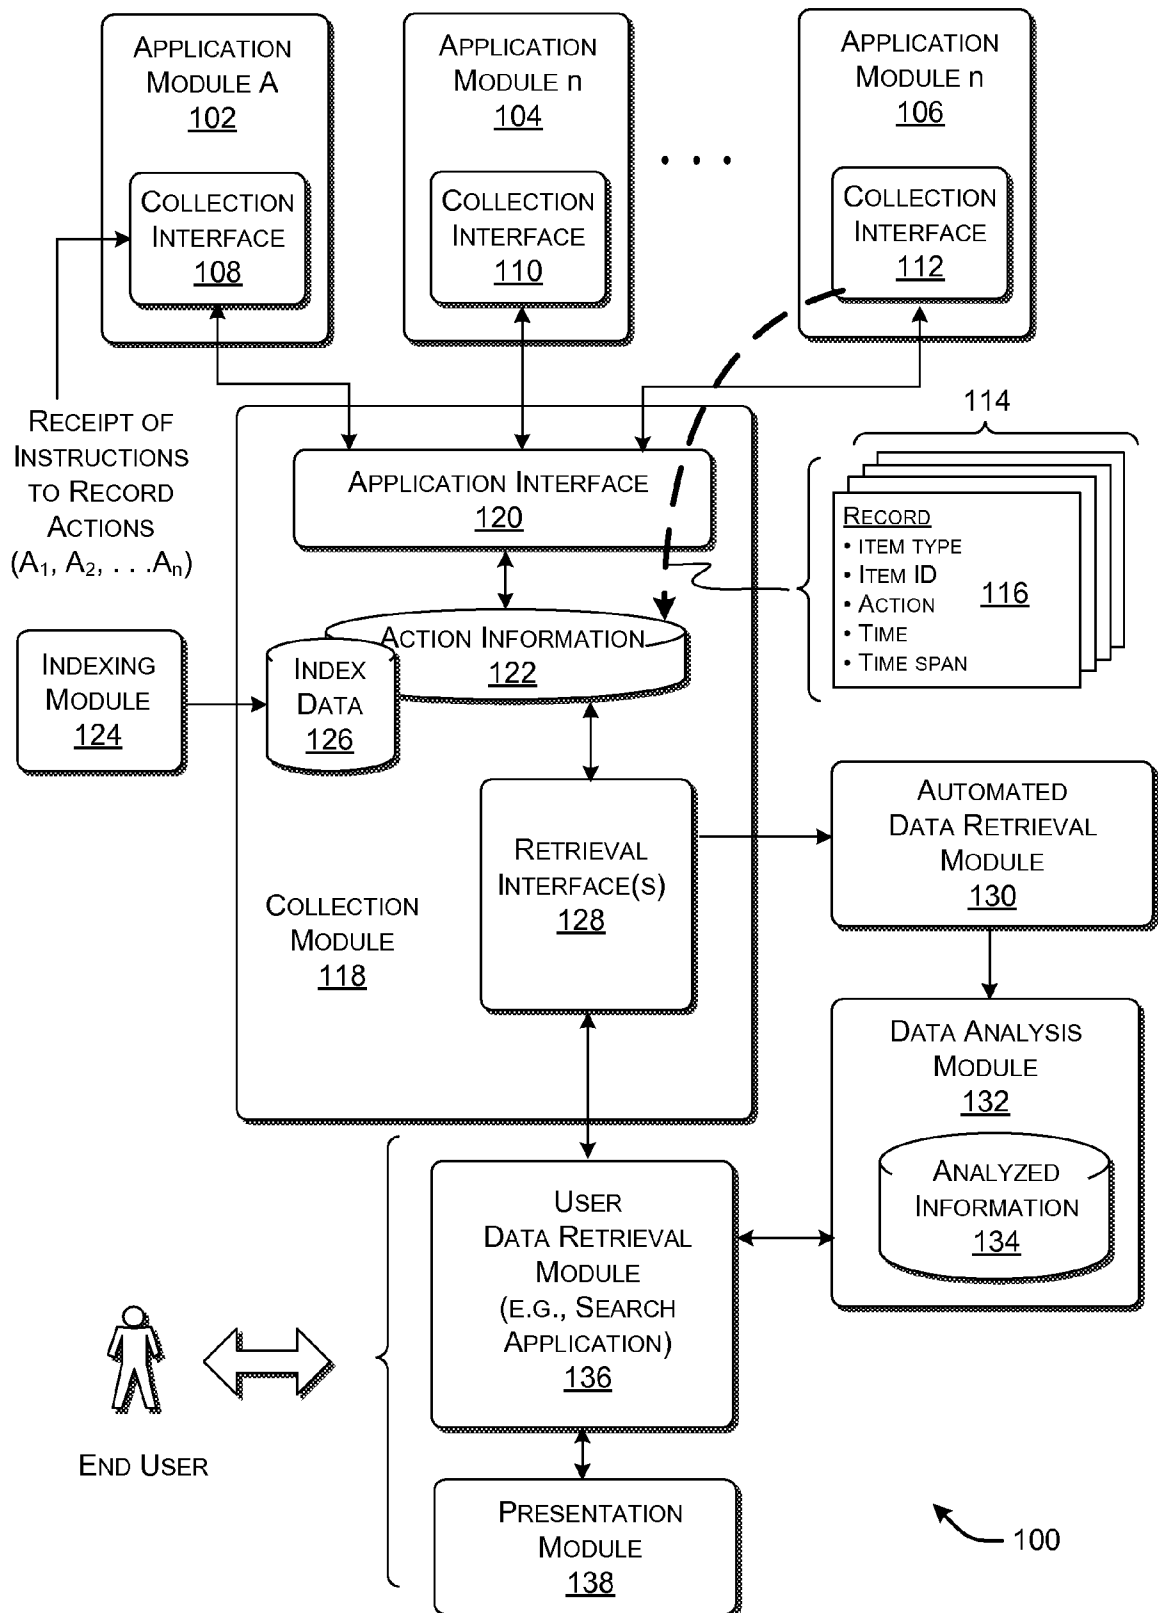 APPLICATION
MODULE A
102
COLLECTION
INTERFACE
108
APPLICATION
MODULE n
104
COLLECTION
INTERFACE
110
. . .
APPLICATION
MODULE n
106
COLLECTION
INTERFACE
112
RECEIPT OF
INSTRUCTIONS
TO RECORD
ACTIONS
(A1, A2, . . .An)
APPLICATION INTERFACE
120
114
RECORD
• ITEM TYPE
• ITEM ID
• ACTION
• TIME
• TIME SPAN
116
INDEXING
MODULE
124
ACTION INFORMATION
122
INDEX
DATA
126
RETRIEVAL
INTERFACE(S)
128
COLLECTION
MODULE
118
AUTOMATED
DATA RETRIEVAL
MODULE
130
DATA ANALYSIS
MODULE
132
ANALYZED
INFORMATION
134
USER
DATA RETRIEVAL
MODULE
(E.G., SEARCH
APPLICATION)
136
END USER
PRESENTATION
MODULE
138
100